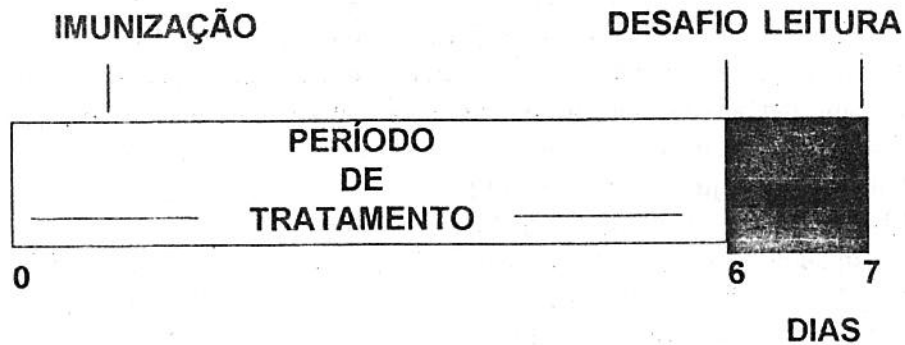 IMUNIZAÇÃO
DESAFIO LEITURA
PERÍODO
DE
TRATAMENTO
0 6 7
DIAS